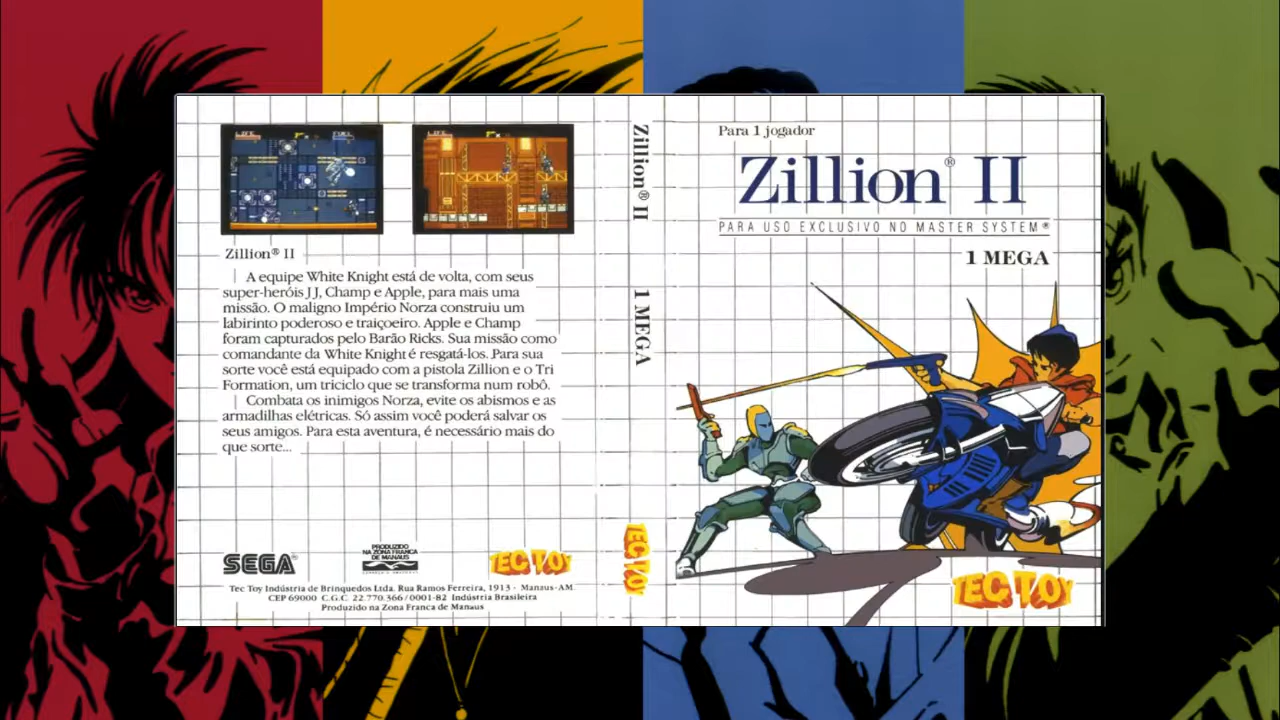 Zillion® II
A equipe White Knight está de volta, com seus
super-heróis JJ, Champ e Apple, para mais uma
missão. O maligno Império Norza construiu um
labirinto poderoso e traiçoeiro. Apple e Champ
foram capturados pelo Barão Ricks. Sua missão como
comandante da White Knight é resgatá-los. Para sua
sorte você está equipado com a pistola Zillion e o Tri
Formation, um triciclo que se transforma num robô.
Combata os inimigos Norza, evite os abismos e as
armadilhas elétricas. Só assim você poderá salvar os
seus amigos. Para esta aventura, é necessário mais do
que sorte...
SEGA®
PRODUZIDO
NA ZONA FRANCA
DE MANAUS
TEC TOY
Tec Toy Indústria de Brinquedos Ltda. Rua Ramos Ferreira, 1913 - Manaus-AM
CEP 69000 C.G.C. 22.770.366/0001-82 Indústria Brasileira
Produzido na Zona Franca de Manaus
Zillion® II
1 MEGA
TEC TOY
Para 1 jogador
Zillion® II
PARA USO EXCLUSIVO NO MASTER SYSTEM®
1 MEGA
TEC TOY